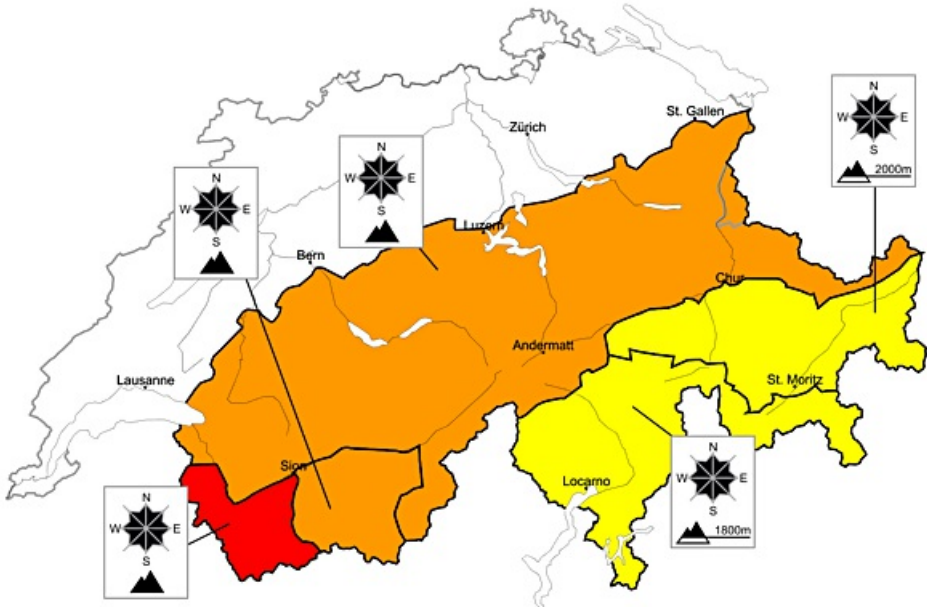 St. Gallen
Zürich
N
W E
S
2000m
N
W E
S
N
W E
S
Luzern
Bern
Chur
Andermatt
Lausanne
St. Moritz
Sion
Locarno
N
W E
S
1800m
N
W E
S